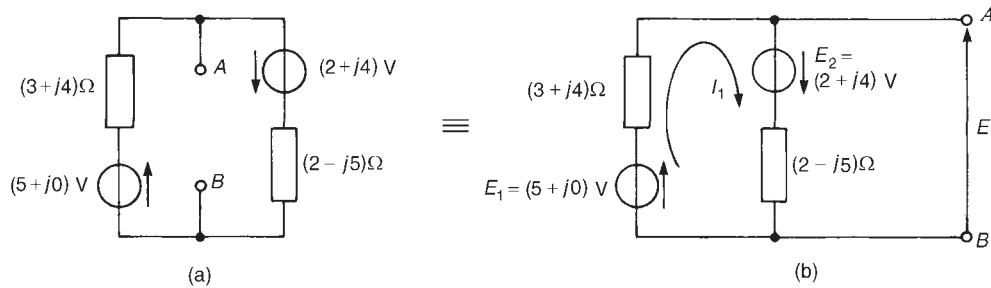 (3 + j4)Ω
A
(2 + j4) V
B
(5 + j0) V
(2 − j5)Ω
(a)
≡
A
(3 + j4)Ω
I₁
E₂ =
(2 + j4) V
E
(2 − j5)Ω
E₁ = (5 + j0) V
B
(b)